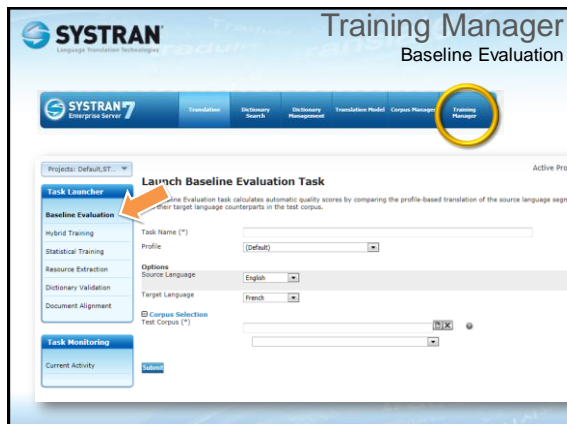 SYSTRAN
Language Translation Technologies
Training Manager
Baseline Evaluation
SYSTRAN 7
Enterprise Server
Translation
Dictionary Search
Dictionary Management
Translation Model
Corpus Manager
Training Manager
Projects: Default,ST...
Active Pro
Task Launcher
Baseline Evaluation
Hybrid Training
Statistical Training
Resource Extraction
Dictionary Validation
Document Alignment
Task Monitoring
Current Activity
Launch Baseline Evaluation Task
Evaluation task calculates automatic quality scores by comparing the profile-based translation of the source language
their target language counterparts in the test corpus.
Task Name (*)
Profile
(Default)
Options
Source Language
English
Target Language
French
Corpus Selection
Test Corpus (*)
Submit